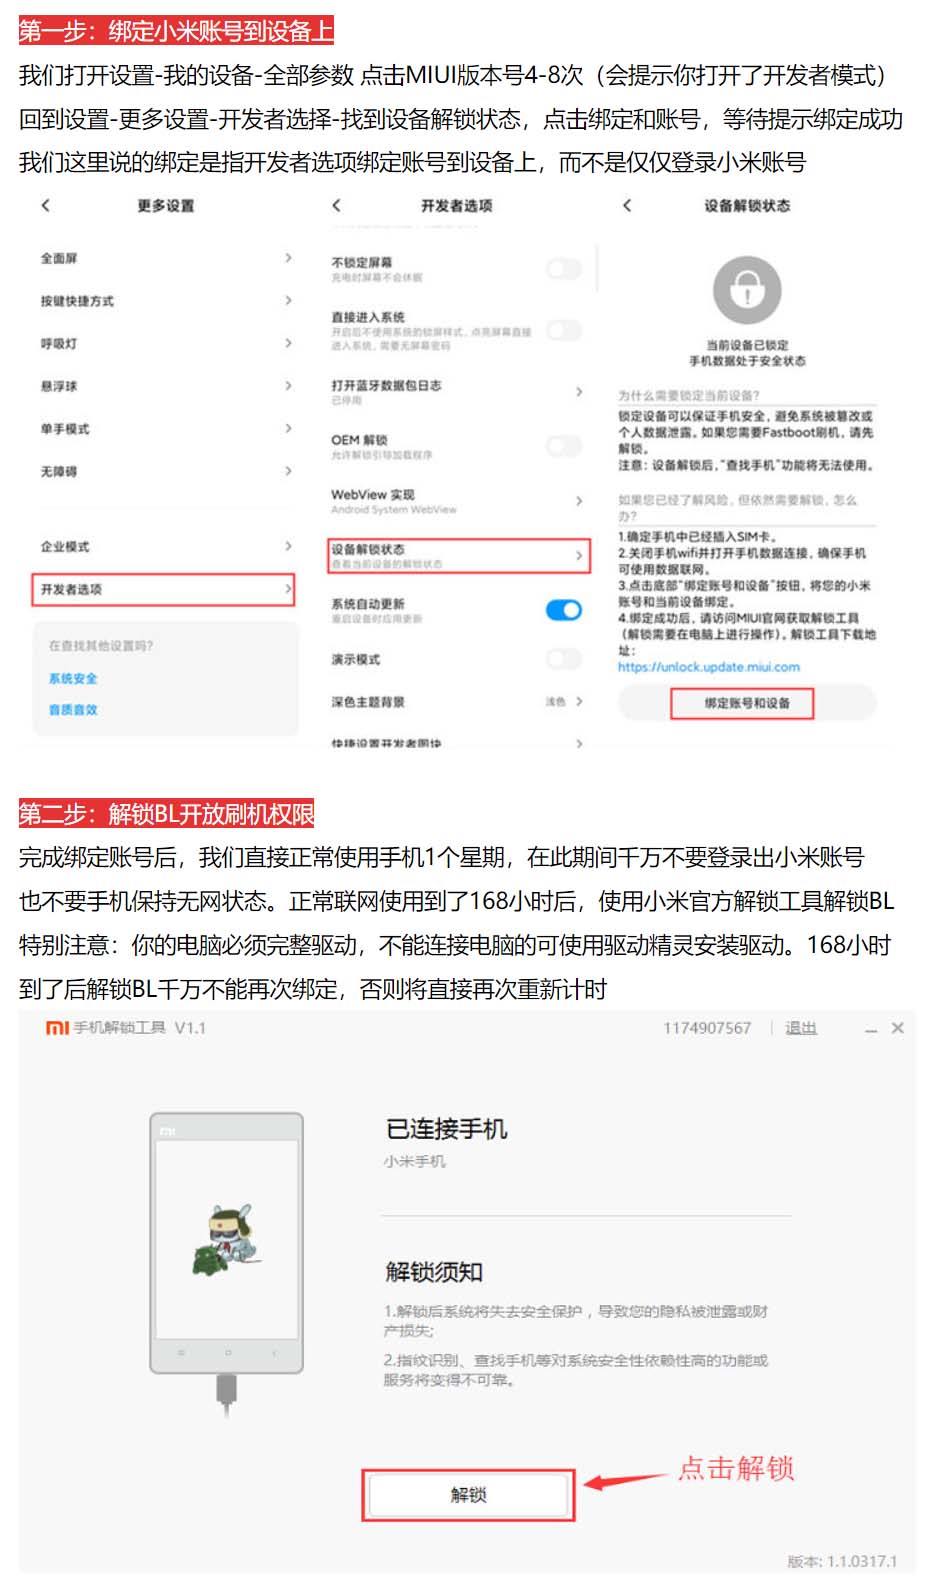 第一步：绑定小米账号到设备上
我们打开设置-我的设备-全部参数 点击MIUI版本号4-8次（会提示你打开了开发者模式）
回到设置-更多设置-开发者选择-找到设备解锁状态，点击绑定和账号，等待提示绑定成功
我们这里说的绑定是指开发者选项绑定账号到设备上，而不是仅仅登录小米账号
更多设置
全面屏
按键快捷方式
呼吸灯
悬浮球
单手模式
无障碍
企业模式
开发者选项
在查找其他设置吗?
系统安全
音质音效
开发者选项
不锁定屏幕
充电时屏幕不会休眠
直接进入系统
开启后不使用系统的锁屏样式，点亮屏幕直接
进入系统，需要无屏幕密码
打开蓝牙数据包日志
已停用
OEM 解锁
允许解锁引导加载程序
WebView 实现
Android System WebView
设备解锁状态
查看当前设备的解锁状态
系统自动更新
重启设备时应用更新
演示模式
深色主题背景
浅色
快捷设置开发者图块
设备解锁状态
当前设备已锁定
手机数据处于安全状态
为什么需要锁定当前设备?
锁定设备可以保证手机安全，避免系统被篡改或
个人数据泄露。如果您需要Fastboot刷机，请先
解锁。
注意：设备解锁后，“查找手机”功能将无法使用。
如果您已经了解风险，但依然需要解锁，怎么
办?
1.确定手机中已经插入SIM卡。
2.关闭手机wifi并打开手机数据连接，确保手机
可使用数据联网。
3.点击底部“绑定账号和设备”按钮，将您的小米
账号和当前设备绑定。
4.绑定成功后，请访问MIUI官网获取解锁工具
（解锁需要在电脑上进行操作）。解锁工具下载地
址：
https://unlock.update.miui.com
绑定账号和设备
第二步：解锁BL开放刷机权限
完成绑定账号后，我们直接正常使用手机1个星期，在此期间千万不要登录出小米账号
也不要手机保持无网状态。正常联网使用到了168小时后，使用小米官方解锁工具解锁BL
特别注意：你的电脑必须完整驱动，不能连接电脑的可使用驱动精灵安装驱动。168小时
到了后解锁BL千万不能再次绑定，否则将直接再次重新计时
手机解锁工具 V1.1
1174907567 | 退出
已连接手机
小米手机
解锁须知
1.解锁后系统将失去安全保护，导致您的隐私被泄露或财
产损失;
2.指纹识别、查找手机等对系统安全性依赖性高的功能或
服务将变得不可靠。
解锁
点击解锁
版本: 1.1.0317.1